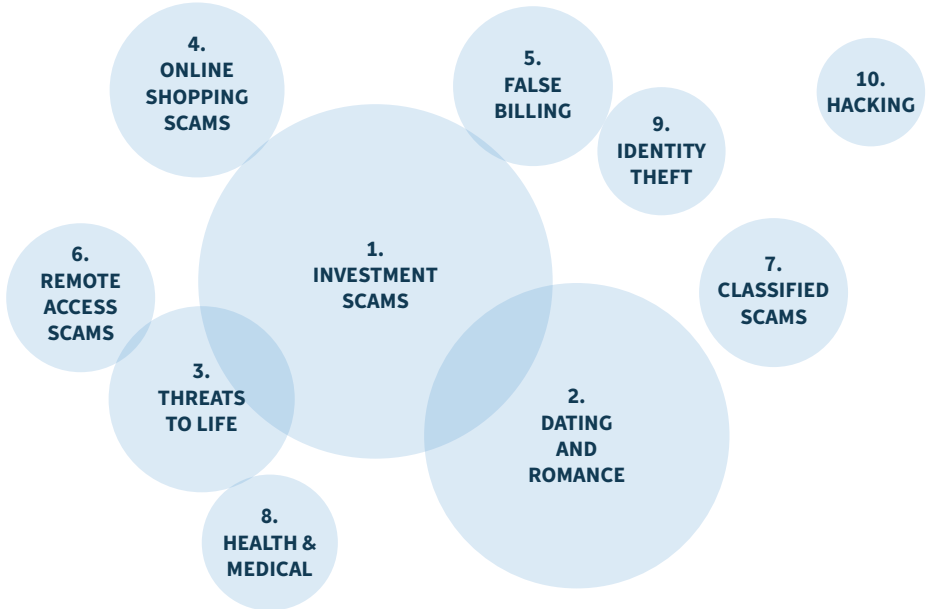 4.
ONLINE
SHOPPING
SCAMS
5.
FALSE
BILLING
10.
HACKING
9.
IDENTITY
THEFT
1.
INVESTMENT
SCAMS
6.
REMOTE
ACCESS
SCAMS
7.
CLASSIFIED
SCAMS
3.
THREATS
TO LIFE
2.
DATING
AND
ROMANCE
8.
HEALTH &
MEDICAL